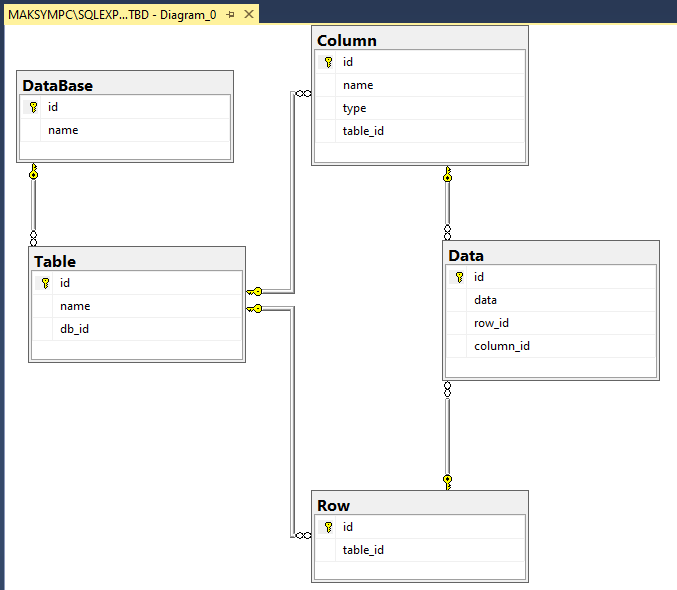 MAKSYMPC\SQLEXP...TBD - Diagram_0
Column
id
name
type
table_id
DataBase
id
name
Table
id
name
db_id
Data
id
data
row_id
column_id
Row
id
table_id